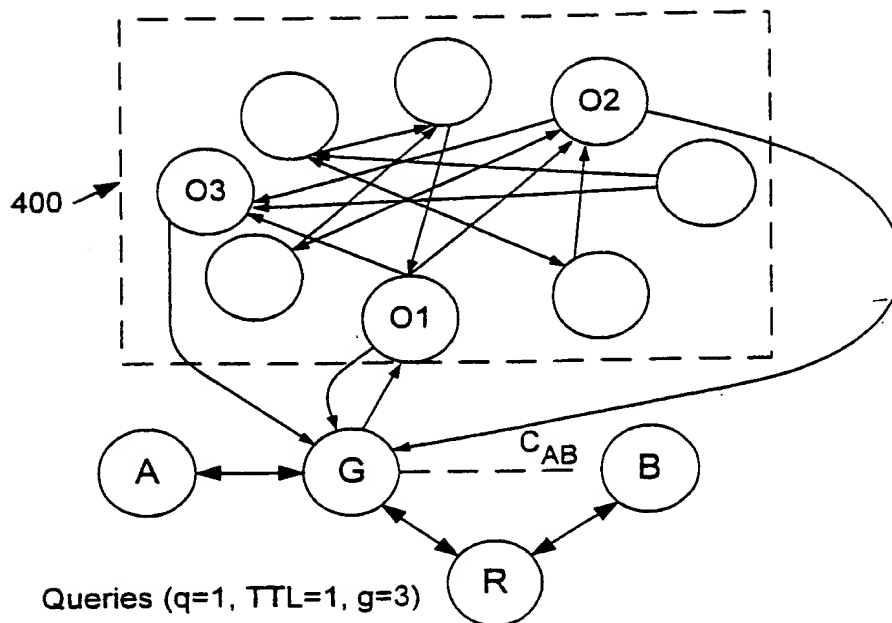 O2
O3
400
O1
C_AB
A
G
B
R
Queries (q=1, TTL=1, g=3)